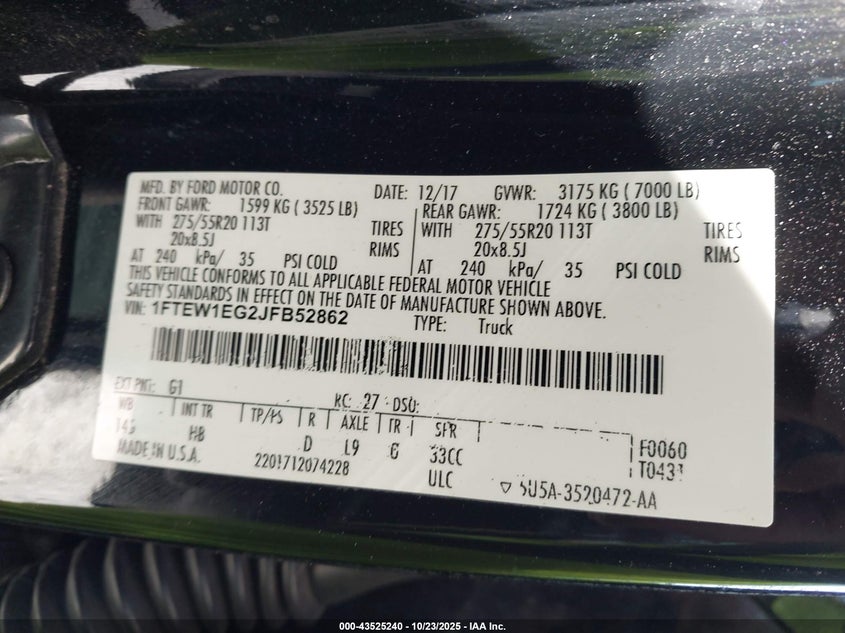 MFD. BY FORD MOTOR CO. DATE: 12/17 GVWR: 3175 KG ( 7000 LB)
FRONT GAWR: 1599 KG ( 3525 LB) REAR GAWR: 1724 KG ( 3800 LB)
WITH 275/55R20 113T TIRES WITH 275/55R20 113T TIRES
20x8.5J RIMS 20x8.5J RIMS
AT 240 kPa/ 35 PSI COLD AT 240 kPa/ 35 PSI COLD
THIS VEHICLE CONFORMS TO ALL APPLICABLE FEDERAL MOTOR VEHICLE
SAFETY STANDARDS IN EFFECT ON THE DATE OF MANUFACTURE SHOWN ABOVE.
VIN: 1FTEW1EG2JFB52862 TYPE: Truck
EXT PNT: G1 RC: 27 DSO:
WB INT TR TP/PS R AXLE TR SPR F0060
145 HB D L9 G 33CC
MADE IN U.S.A. 2201712074228 ULC
000-43525240 - 10/23/2025 - IAA Inc.